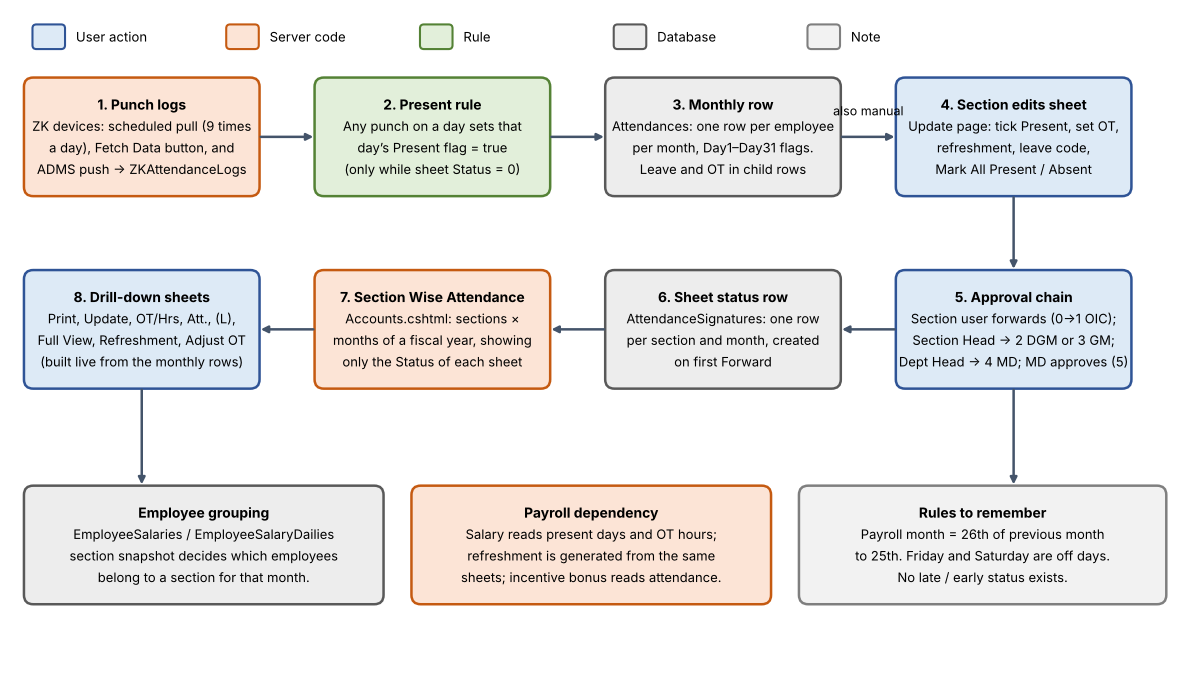 User action
Server code
Rule
Database
Note
1. Punch logs
ZK devices: scheduled pull (9 times
a day), Fetch Data button, and
ADMS push → ZKAttendanceLogs
2. Present rule
Any punch on a day sets that
day’s Present flag = true
(only while sheet Status = 0)
3. Monthly row
Attendances: one row per employee
per month, Day1–Day31 flags.
Leave and OT in child rows
also manual
4. Section edits sheet
Update page: tick Present, set OT,
refreshment, leave code,
Mark All Present / Absent
8. Drill-down sheets
Print, Update, OT/Hrs, Att., (L),
Full View, Refreshment, Adjust OT
(built live from the monthly rows)
7. Section Wise Attendance
Accounts.cshtml: sections ×
months of a fiscal year, showing
only the Status of each sheet
6. Sheet status row
AttendanceSignatures: one row
per section and month, created
on first Forward
5. Approval chain
Section user forwards (0→1 OIC);
Section Head → 2 DGM or 3 GM;
Dept Head → 4 MD; MD approves (5)
Employee grouping
EmployeeSalaries / EmployeeSalaryDailies
section snapshot decides which employees
belong to a section for that month.
Payroll dependency
Salary reads present days and OT hours;
refreshment is generated from the same
sheets; incentive bonus reads attendance.
Rules to remember
Payroll month = 26th of previous month
to 25th. Friday and Saturday are off days.
No late / early status exists.